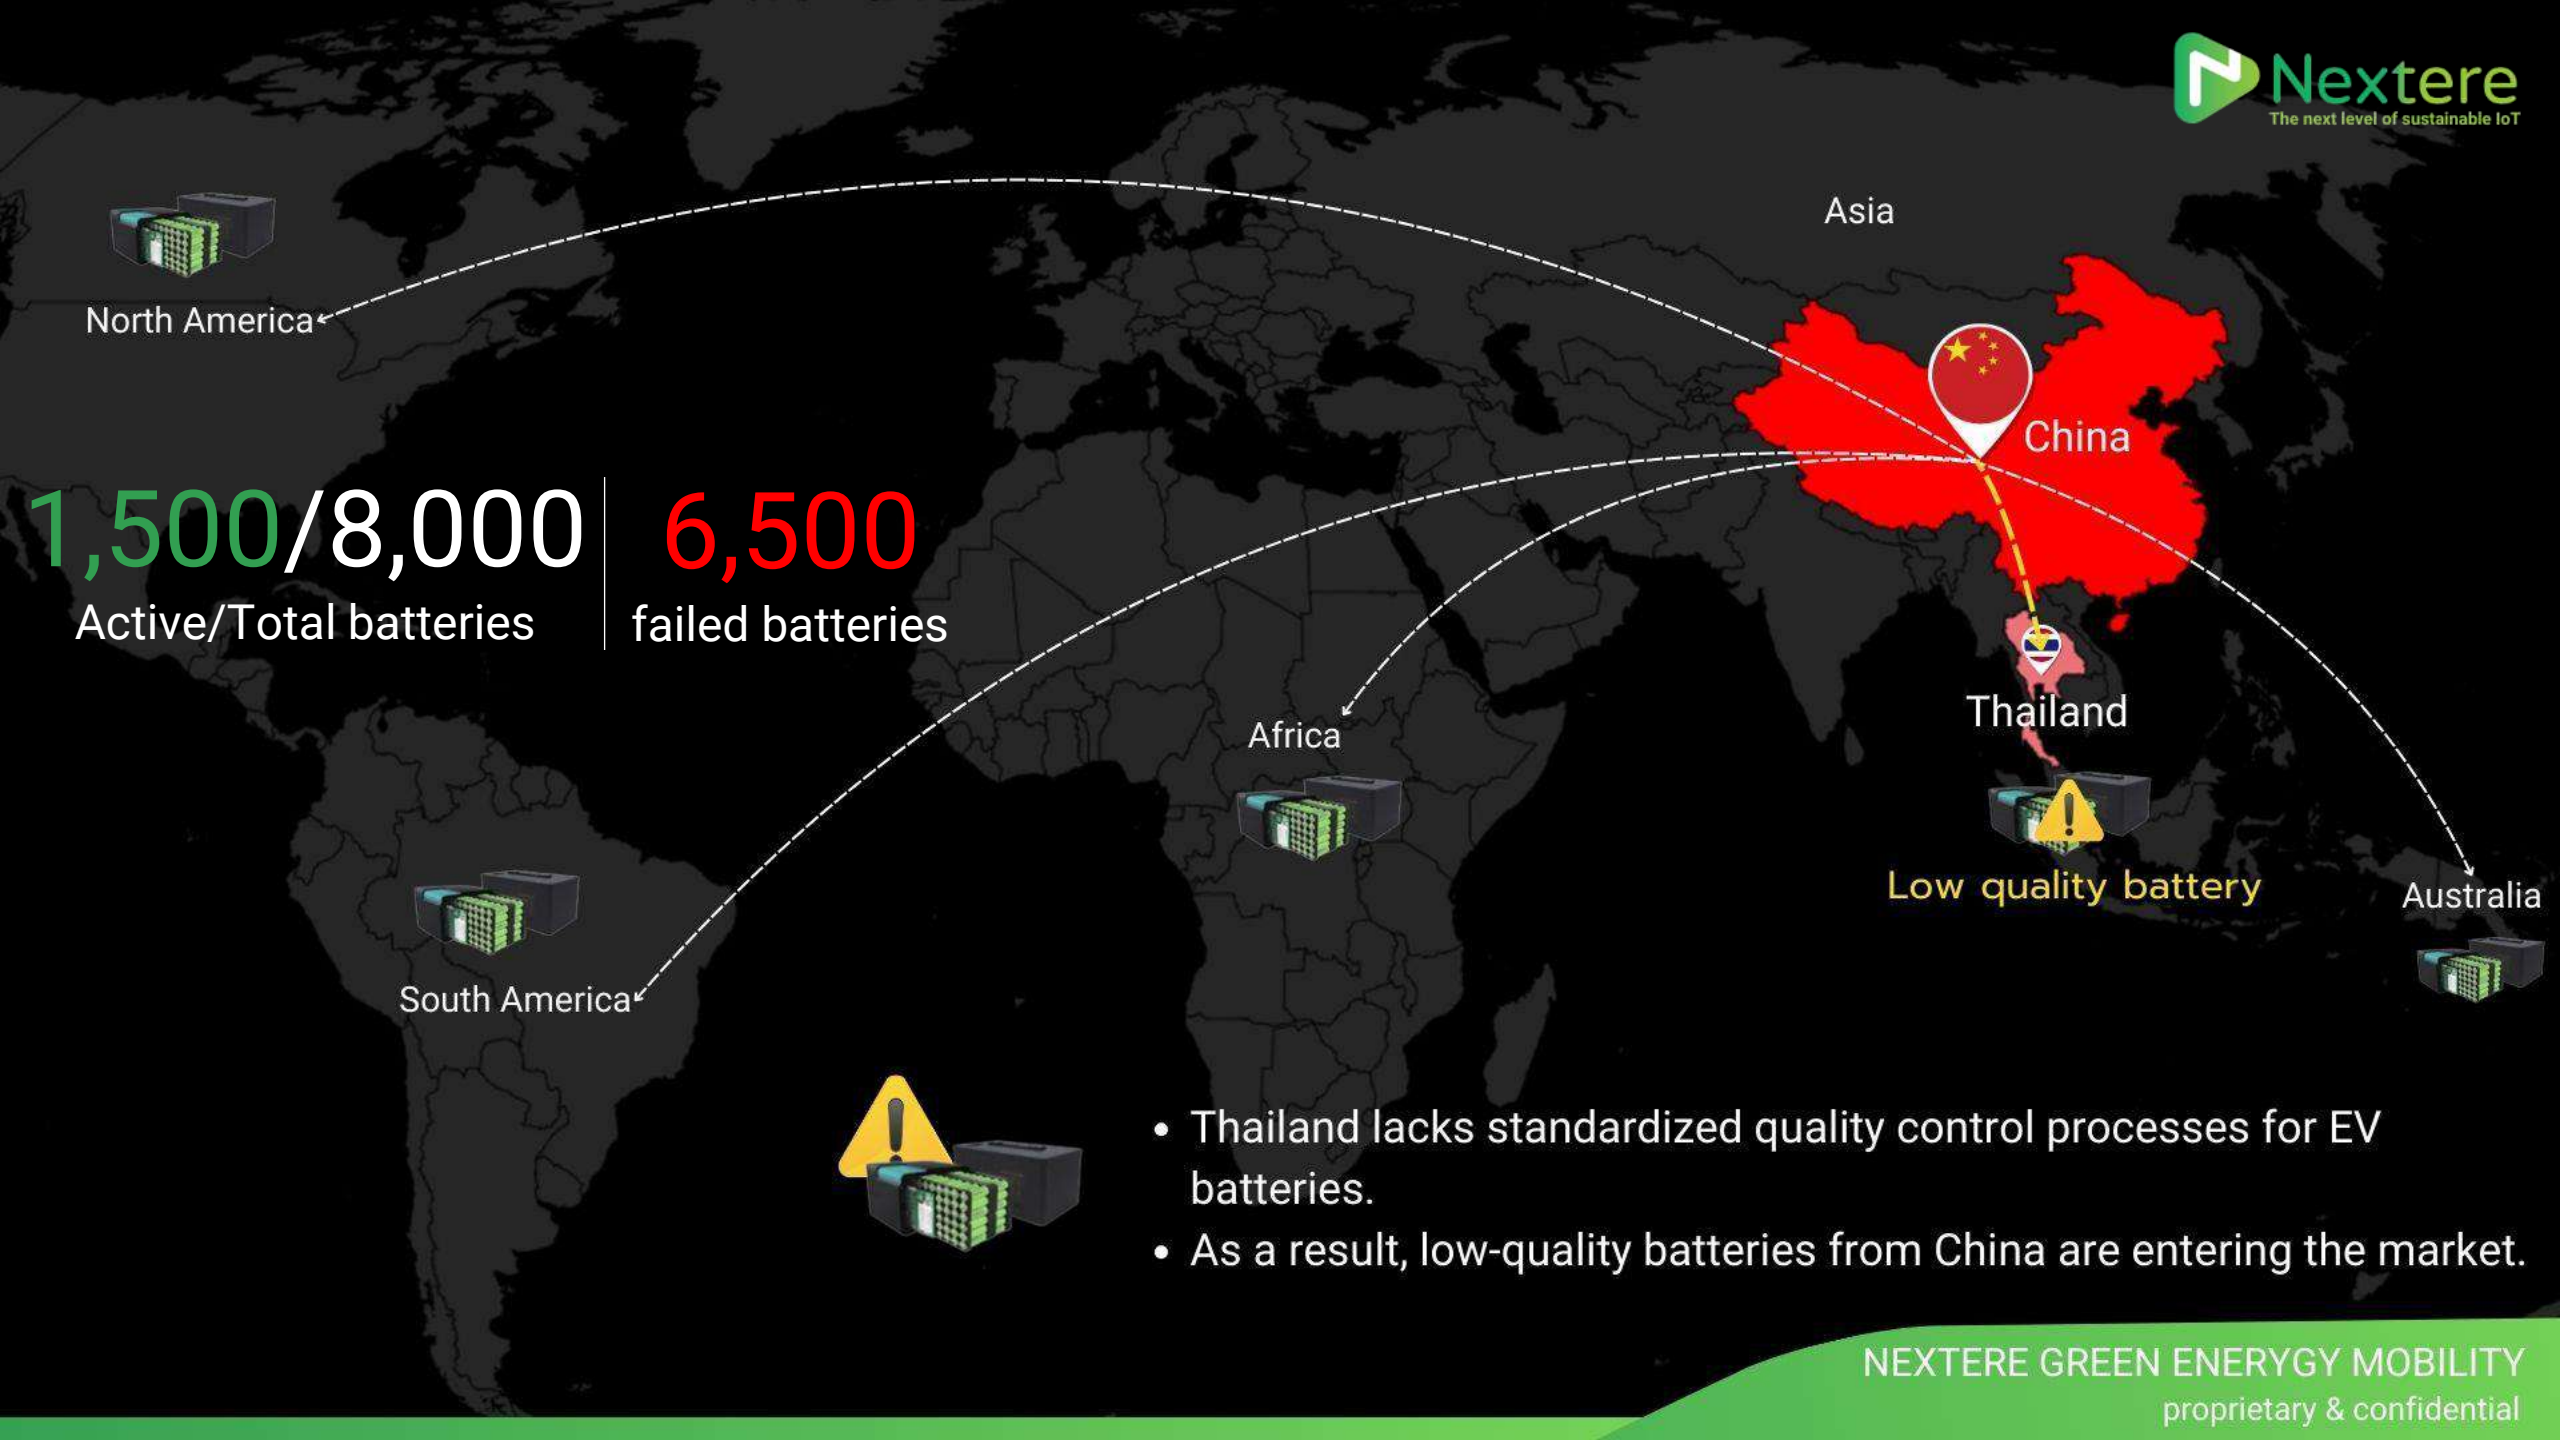 Nextere
The next level of sustainable IoT
Asia
North America
China
1,500/8,000
Active/Total batteries
6,500
failed batteries
Thailand
Africa
Low quality battery
Australia
South America
• Thailand lacks standardized quality control processes for EV
batteries.
• As a result, low-quality batteries from China are entering the market.
NEXTERE GREEN ENERYGY MOBILITY
proprietary & confidential